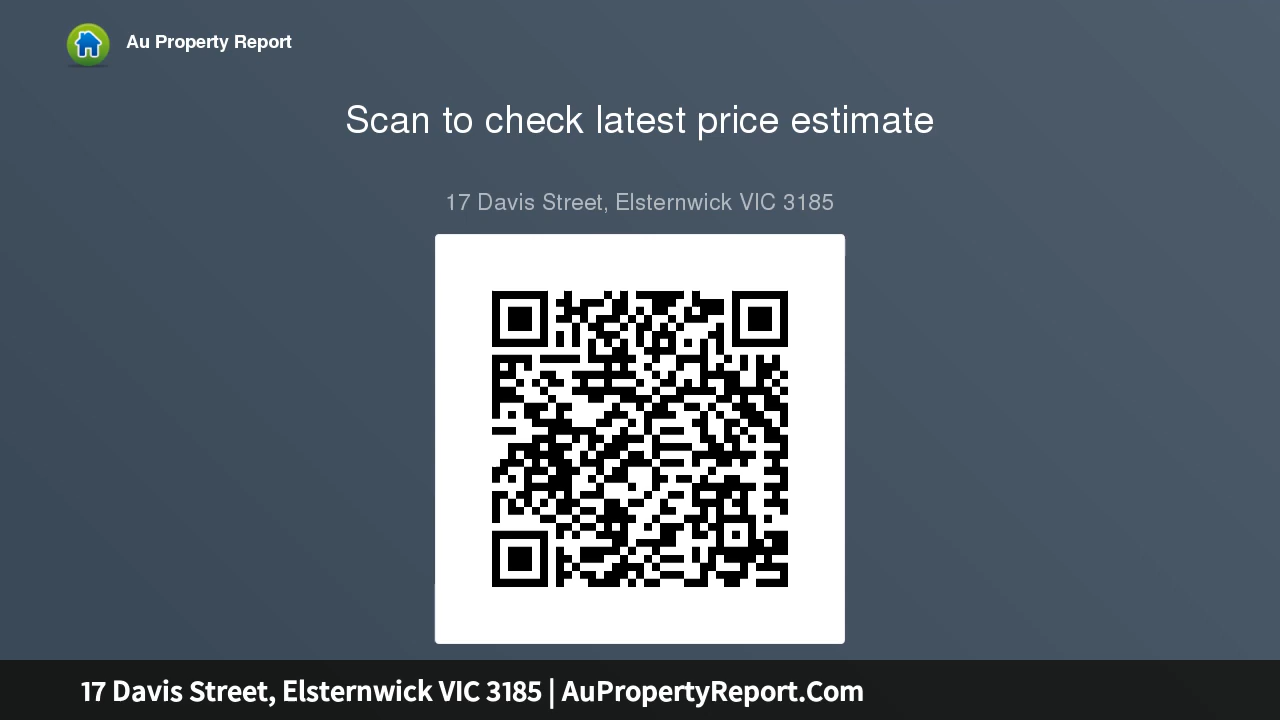 Au Property Report
Scan to check latest price estimate
17 Davis Street, Elsternwick VIC 3185
17 Davis Street, Elsternwick VIC 3185 | AuPropertyReport.Com